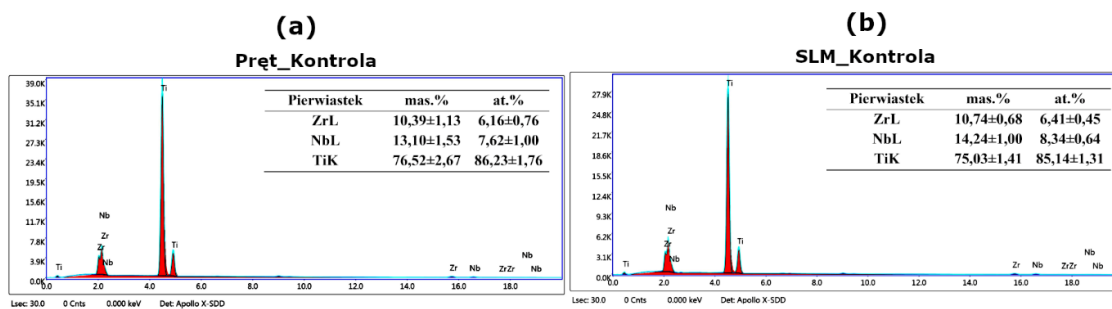 (a)
Pręt_Kontrola
39.0K
35.1K
31.2K
27.3K
23.4K
19.5K
15.6K
11.7K
7.8K
3.9K
0.0K
0.0
2.0
4.0
6.0
8.0
10.0
12.0
14.0
16.0
18.0
Ti
Nb
Zr
Zr
Nb
Ti
Ti
Zr
Nb
ZrZr
Nb
Nb
Pierwiastek mas.% at.%
ZrL 10,39±1,13 6,16±0,76
NbL 13,10±1,53 7,62±1,00
TiK 76,52±2,67 86,23±1,76
Lsec: 30.0 0 Cnts 0.000 keV Det: Apollo X-SDD
(b)
SLM_Kontrola
27.9K
24.8K
21.7K
18.6K
15.5K
12.4K
9.3K
6.2K
3.1K
0.0K
0.0
2.0
4.0
6.0
8.0
10.0
12.0
14.0
16.0
18.0
Ti
Nb
Zr
Zr
Nb
Ti
Ti
Zr
Nb
ZrZr
Nb
Nb
Pierwiastek mas.% at.%
ZrL 10,74±0,68 6,41±0,45
NbL 14,24±1,00 8,34±0,64
TiK 75,03±1,41 85,14±1,31
Lsec: 30.0 0 Cnts 0.000 keV Det: Apollo X-SDD